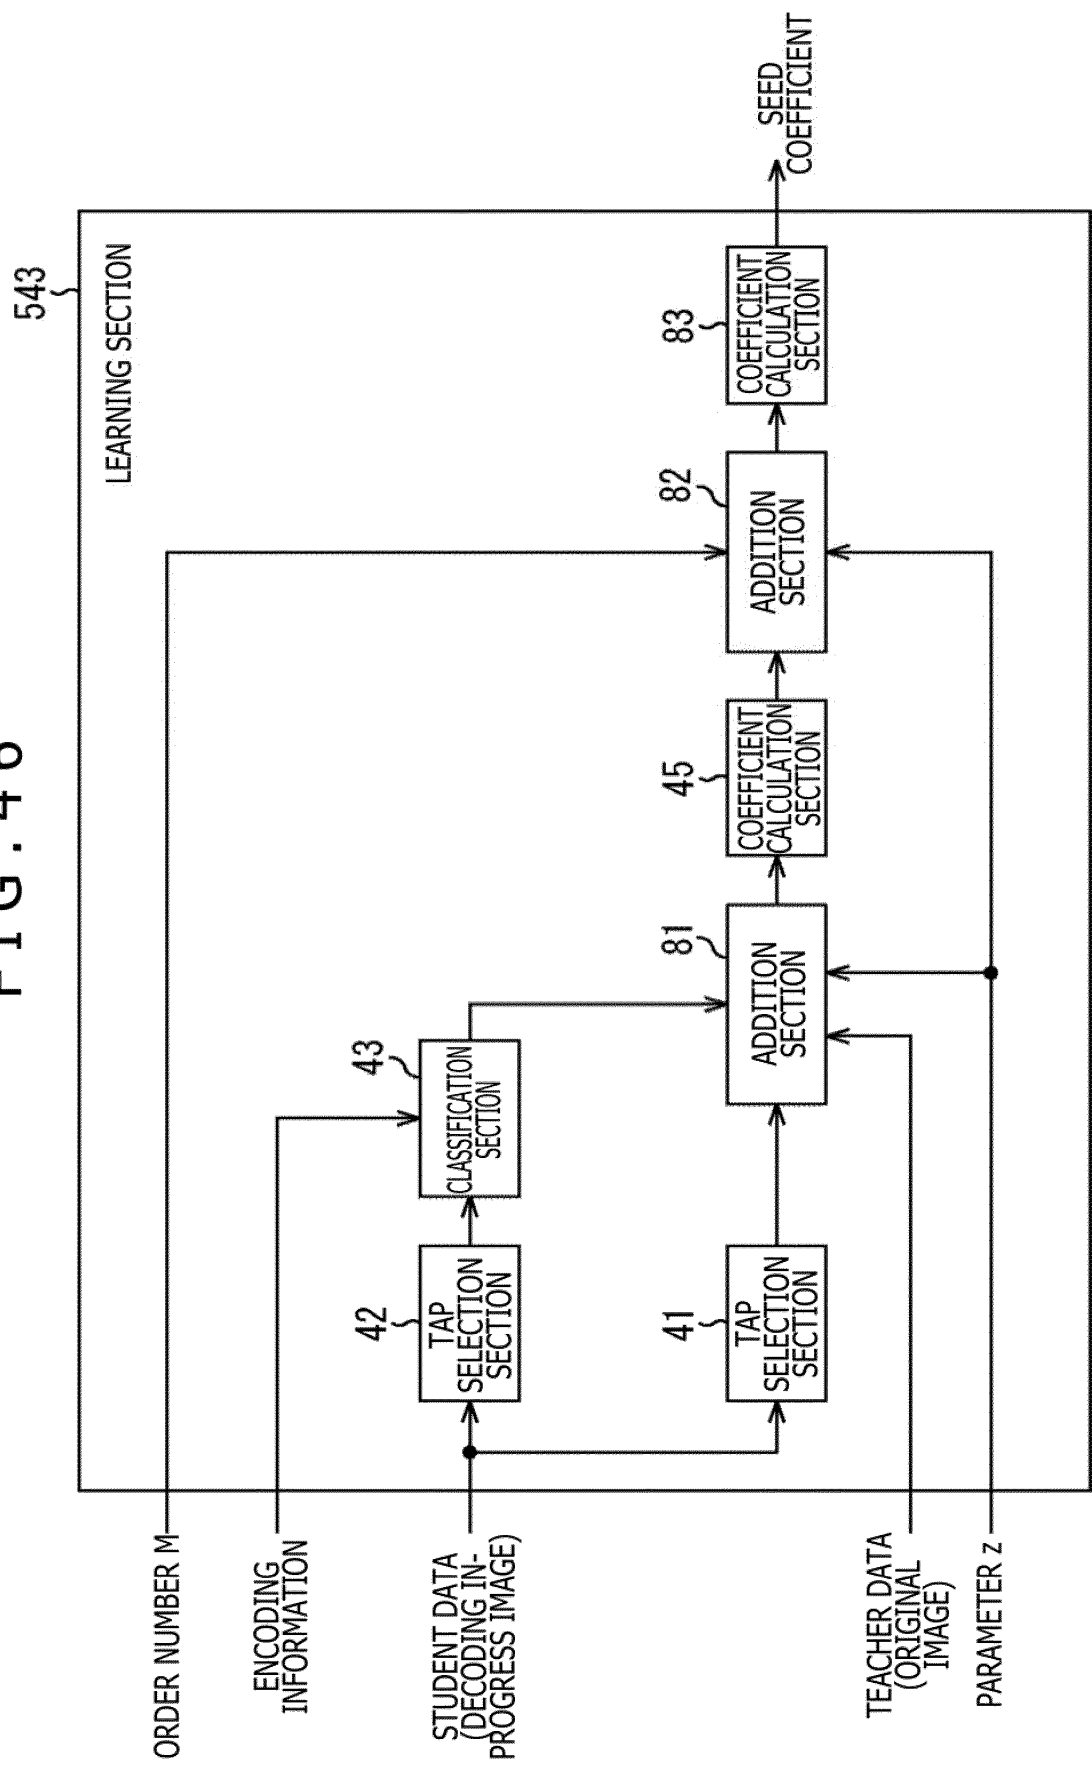 FIG. 46
543
LEARNING SECTION
ORDER NUMBER M
ENCODING
INFORMATION
STUDENT DATA
(DECODING IN-
PROGRESS IMAGE)
TEACHER DATA
(ORIGINAL
IMAGE)
PARAMETER z
42
TAP
SELECTION
SECTION
43
CLASSIFICATION
SECTION
41
TAP
SELECTION
SECTION
81
ADDITION
SECTION
45
COEFFICIENT
CALCULATION
SECTION
82
ADDITION
SECTION
83
COEFFICIENT
CALCULATION
SECTION
SEED
COEFFICIENT